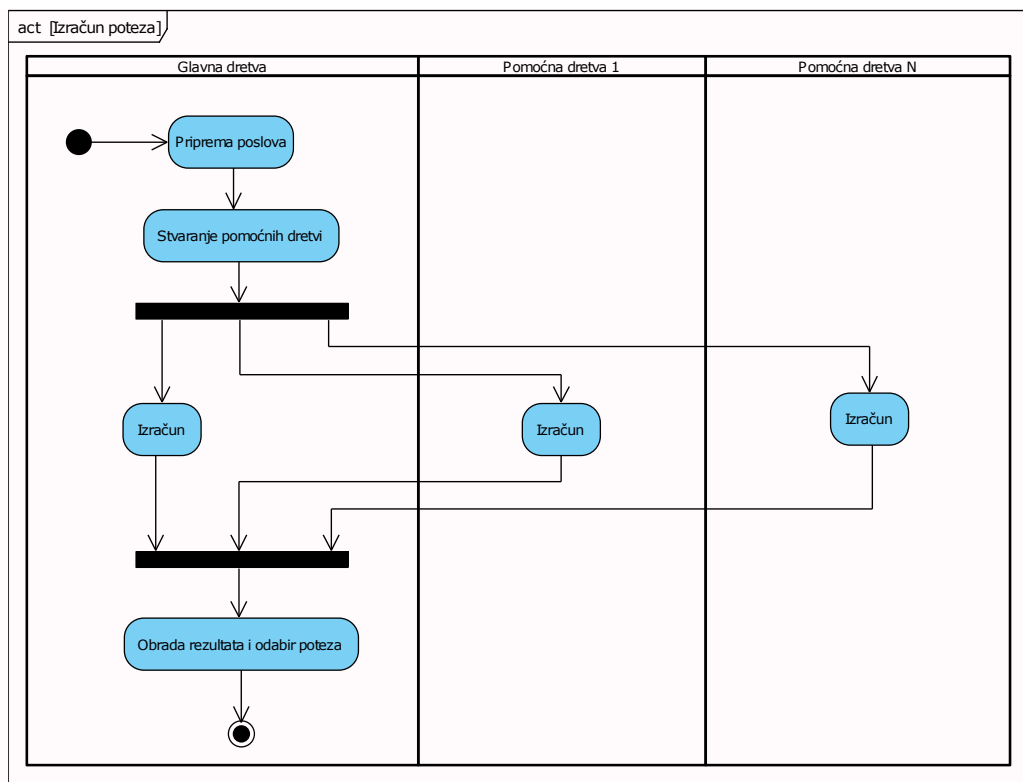 act [Izračun poteza]
Glavna dretva
Pomoćna dretva 1
Pomoćna dretva N
Priprema poslova
Stvaranje pomoćnih dretvi
Izračun
Izračun
Izračun
Obrada rezultata i odabir poteza